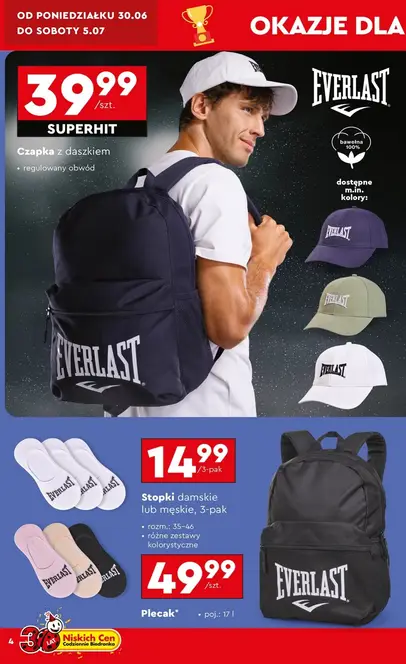 OD PONIEDZIAŁKU 30.06
DO SOBOTY 5.07
OKAZJE DLA
39 99
/szt.
SUPERHIT
Czapka z daszkiem
• regulowany obwód
EVERLAST
bawełna
100%
dostępne
m.in.
kolory:
EVERLAST
EVERLAST
EVERLAST
EVERLAST
EVERLAST
14 99
/3-pak
Stopki damskie
lub męskie, 3-pak
• rozm.: 35-46
• różne zestawy
kolorystyczne
EVERLAST
EVERLAST
49 99
/szt.
Plecak* • poj.: 17 l
EVERLAST
4
30 LAT
Niskich Cen
Codziennie Biedronka